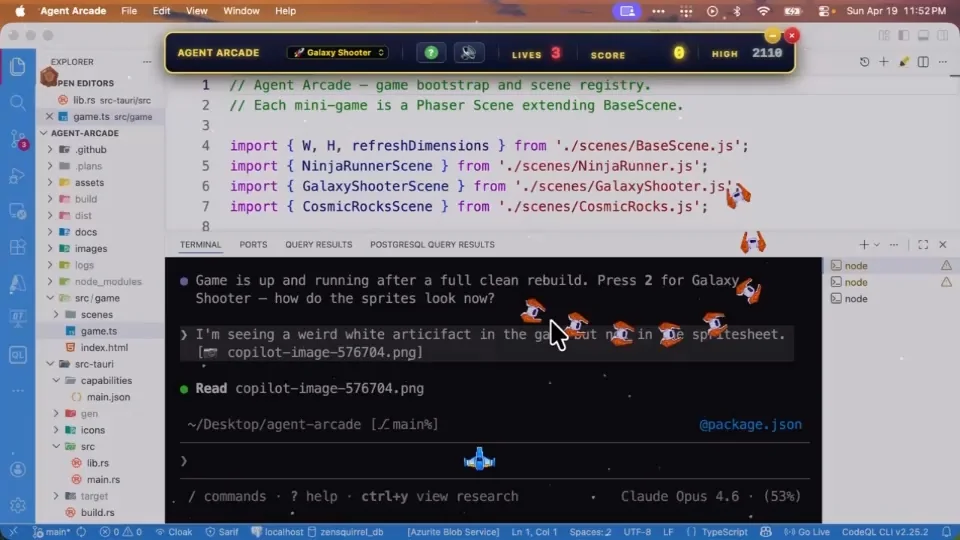 Agent Arcade File Edit View Window Help Sun Apr 19 11:52PM
AGENT ARCADE 🚀 Galaxy Shooter ? LIVES 3 SCORE 0 HIGH 2110
EXPLORER
OPEN EDITORS
lib.rs src-tauri/src
game.ts src/game
AGENT-ARCADE
.github
.plans
assets
build
dist
docs
images
logs
node_modules
src/game
scenes
game.ts
index.html
src-tauri
capabilities
main.json
gen
icons
src
lib.rs
main.rs
target
build.rs
1 // Agent Arcade — game bootstrap and scene registry.
2 // Each mini-game is a Phaser Scene extending BaseScene.
3
4 import { W, H, refreshDimensions } from './scenes/BaseScene.js';
5 import { NinjaRunnerScene } from './scenes/NinjaRunner.js';
6 import { GalaxyShooterScene } from './scenes/GalaxyShooter.js';
7 import { CosmicRocksScene } from './scenes/CosmicRocks.js';
8
TERMINAL PORTS QUERY RESULTS POSTGRESQL QUERY RESULTS
Game is up and running after a full clean rebuild. Press 2 for Galaxy
Shooter — how do the sprites look now?
❯ I'm seeing a weird white articifact in the ga but n in e spritesheet.
[📷 copilot-image-576704.png]
Read copilot-image-576704.png
~/Desktop/agent-arcade [⎇main%] @package.json
❯
/ commands · ? help · ctrl+y view research Claude Opus 4.6 · (53%)
node
node
node
3
main* 0 0 Cloak Sarif localhost zensquirrel_db [Azurite Blob Service] Ln 1, Col 1 Spaces: 2 UTF-8 LF {} TypeScript Go Live CodeQL CLI v2.25.2